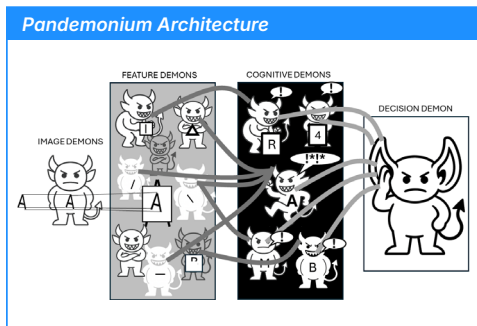 Pandemonium Architecture
FEATURE DEMONS
COGNITIVE DEMONS
DECISION DEMON
IMAGE DEMONS
!
!
R
4
!*!*
/
A
\
A
A
A
!
!
B